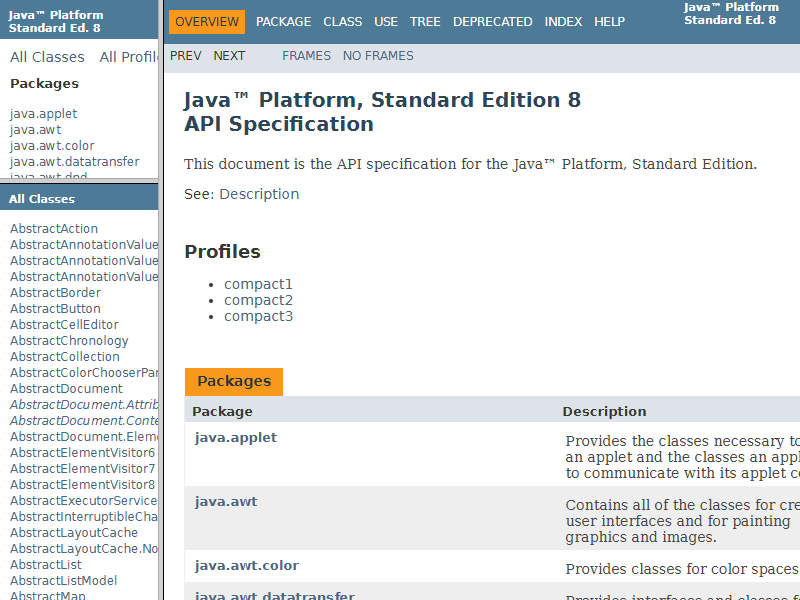 Java™ Platform
Standard Ed. 8
All Classes All Profil
Packages
java.applet
java.awt
java.awt.color
java.awt.datatransfer
java.awt.dnd
All Classes
AbstractAction
AbstractAnnotationValue
AbstractAnnotationValue
AbstractAnnotationValue
AbstractBorder
AbstractButton
AbstractCellEditor
AbstractChronology
AbstractCollection
AbstractColorChooserPan
AbstractDocument
AbstractDocument.Attrib
AbstractDocument.Conte
AbstractDocument.Eleme
AbstractElementVisitor6
AbstractElementVisitor7
AbstractElementVisitor8
AbstractExecutorService
AbstractInterruptibleCha
AbstractLayoutCache
AbstractLayoutCache.No
AbstractList
AbstractListModel
AbstractMap
OVERVIEW PACKAGE CLASS USE TREE DEPRECATED INDEX HELP
Java™ Platform
Standard Ed. 8
PREV NEXT FRAMES NO FRAMES
Java™ Platform, Standard Edition 8
API Specification
This document is the API specification for the Java™ Platform, Standard Edition.
See: Description
Profiles
• compact1
• compact2
• compact3
Packages
Package Description
java.applet Provides the classes necessary to
an applet and the classes an appl
to communicate with its applet co
java.awt Contains all of the classes for cre
user interfaces and for painting
graphics and images.
java.awt.color Provides classes for color spaces
java.awt.datatransfer Provides interfaces and classes f